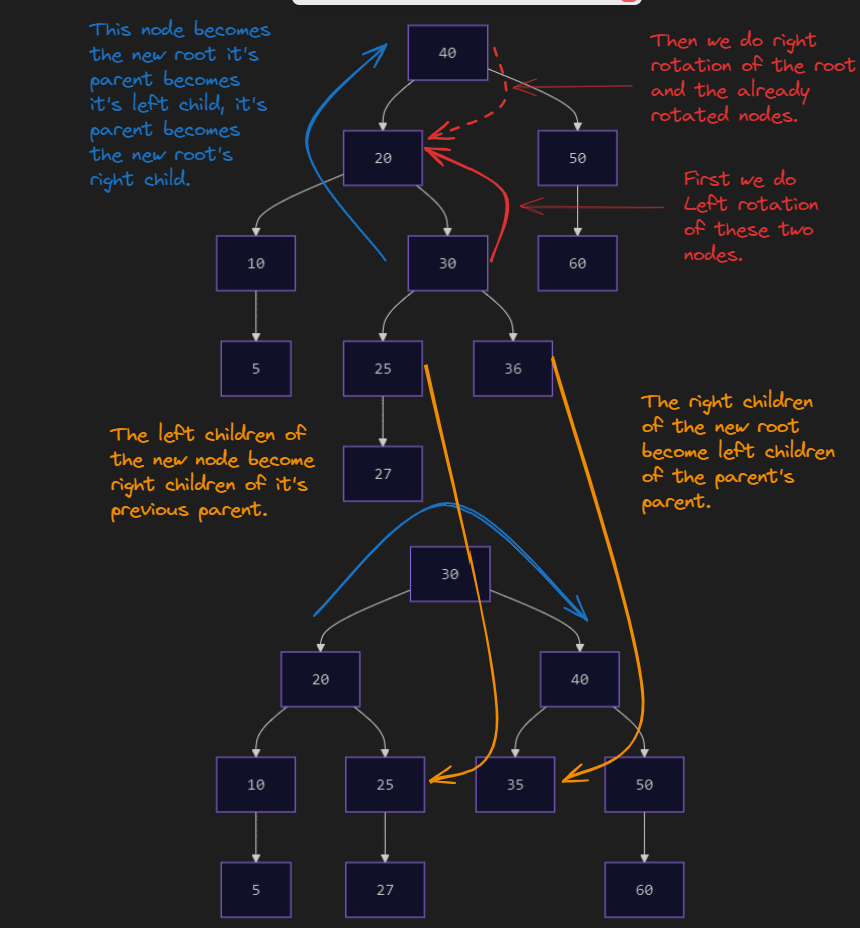 This node becomes
the new root it's
parent becomes
it's left child, it's
parent becomes
the new root's
right child.
40
Then we do right
rotation of the root
and the already
rotated nodes.
20
50
First we do
Left rotation
of these two
nodes.
10
30
60
5
25
36
The left children of
the new node become
right children of it's
previous parent.
The right children
of the new root
become left children
of the parent's
parent.
27
30
20
40
10
25
35
50
5
27
60